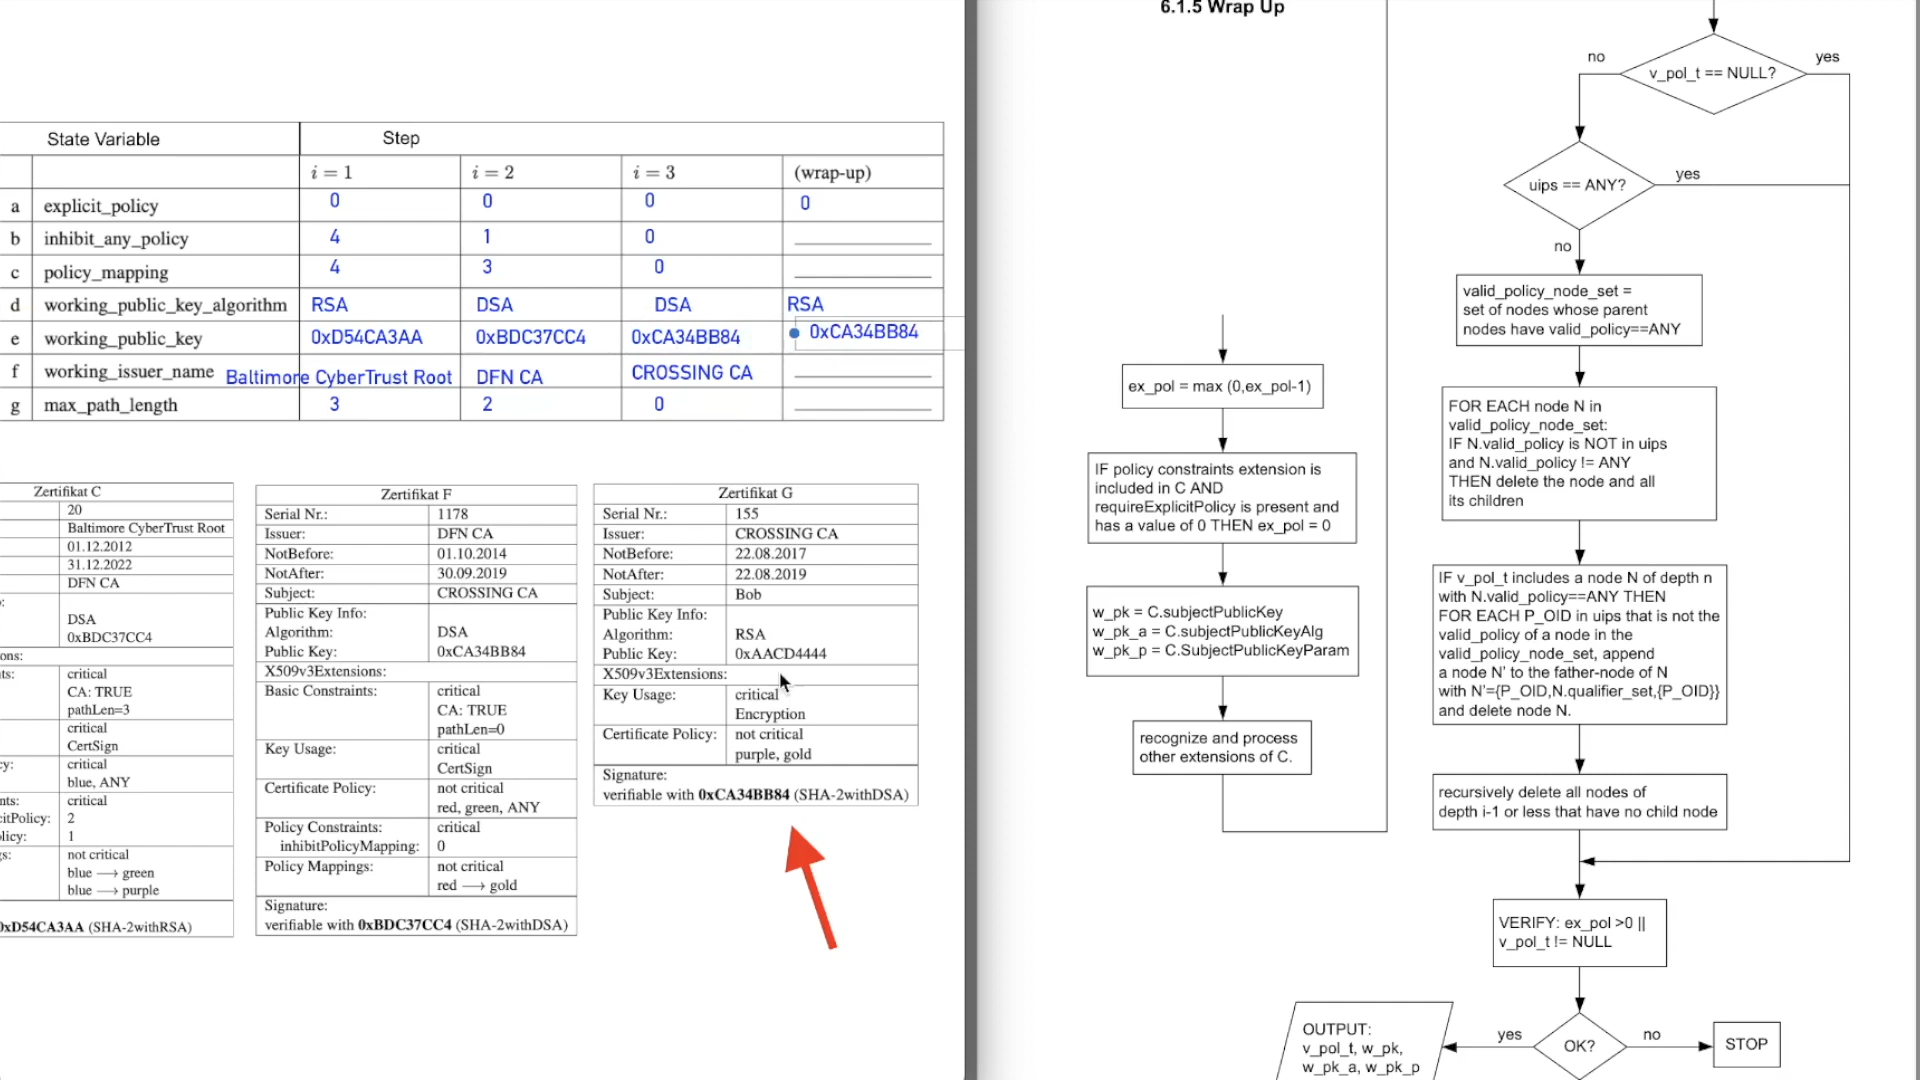 State Variable Step
i = 1 i = 2 i = 3 (wrap-up)
a explicit_policy 0 0 0 0
b inhibit_any_policy 4 1 0
c policy_mapping 4 3 0
d working_public_key_algorithm RSA DSA DSA RSA
e working_public_key 0xD54CA3AA 0xBDC37CC4 0xCA34BB84 0xCA34BB84
f working_issuer_name Baltimore CyberTrust Root DFN CA CROSSING CA
g max_path_length 3 2 0
Zertifikat C
20
Baltimore CyberTrust Root
01.12.2012
31.12.2022
DFN CA
:
DSA
0xBDC37CC4
ons:
ts: critical
CA: TRUE
pathLen=3
critical
CertSign
cy: critical
blue, ANY
nts: critical
citPolicy: 2
licy: 1
gs: not critical
blue ⟶ green
blue ⟶ purple
0xD54CA3AA (SHA-2withRSA)
Zertifikat F
Serial Nr.: 1178
Issuer: DFN CA
NotBefore: 01.10.2014
NotAfter: 30.09.2019
Subject: CROSSING CA
Public Key Info:
Algorithm: DSA
Public Key: 0xCA34BB84
X509v3Extensions:
Basic Constraints: critical
CA: TRUE
pathLen=0
Key Usage: critical
CertSign
Certificate Policy: not critical
red, green, ANY
Policy Constraints: critical
inhibitPolicyMapping: 0
Policy Mappings: not critical
red ⟶ gold
Signature:
verifiable with 0xBDC37CC4 (SHA-2withDSA)
Zertifikat G
Serial Nr.: 155
Issuer: CROSSING CA
NotBefore: 22.08.2017
NotAfter: 22.08.2019
Subject: Bob
Public Key Info:
Algorithm: RSA
Public Key: 0xAACD4444
X509v3Extensions:
Key Usage: critical
Encryption
Certificate Policy: not critical
purple, gold
Signature:
verifiable with 0xCA34BB84 (SHA-2withDSA)
6.1.5 Wrap Up
ex_pol = max (0,ex_pol-1)
IF policy constraints extension is
included in C AND
requireExplicitPolicy is present and
has a value of 0 THEN ex_pol = 0
w_pk = C.subjectPublicKey
w_pk_a = C.subjectPublicKeyAlg
w_pk_p = C.SubjectPublicKeyParam
recognize and process
other extensions of C.
no yes
v_pol_t == NULL?
uips == ANY? yes
no
valid_policy_node_set =
set of nodes whose parent
nodes have valid_policy==ANY
FOR EACH node N in
valid_policy_node_set:
IF N.valid_policy is NOT in uips
and N.valid_policy != ANY
THEN delete the node and all
its children
IF v_pol_t includes a node N of depth n
with N.valid_policy==ANY THEN
FOR EACH P_OID in uips that is not the
valid_policy of a node in the
valid_policy_node_set, append
a node N' to the father-node of N
with N'={P_OID,N.qualifier_set,{P_OID}}
and delete node N.
recursively delete all nodes of
depth i-1 or less that have no child node
VERIFY: ex_pol >0 ||
v_pol_t != NULL
OK?
yes no
STOP
OUTPUT:
v_pol_t, w_pk,
w_pk_a, w_pk_p